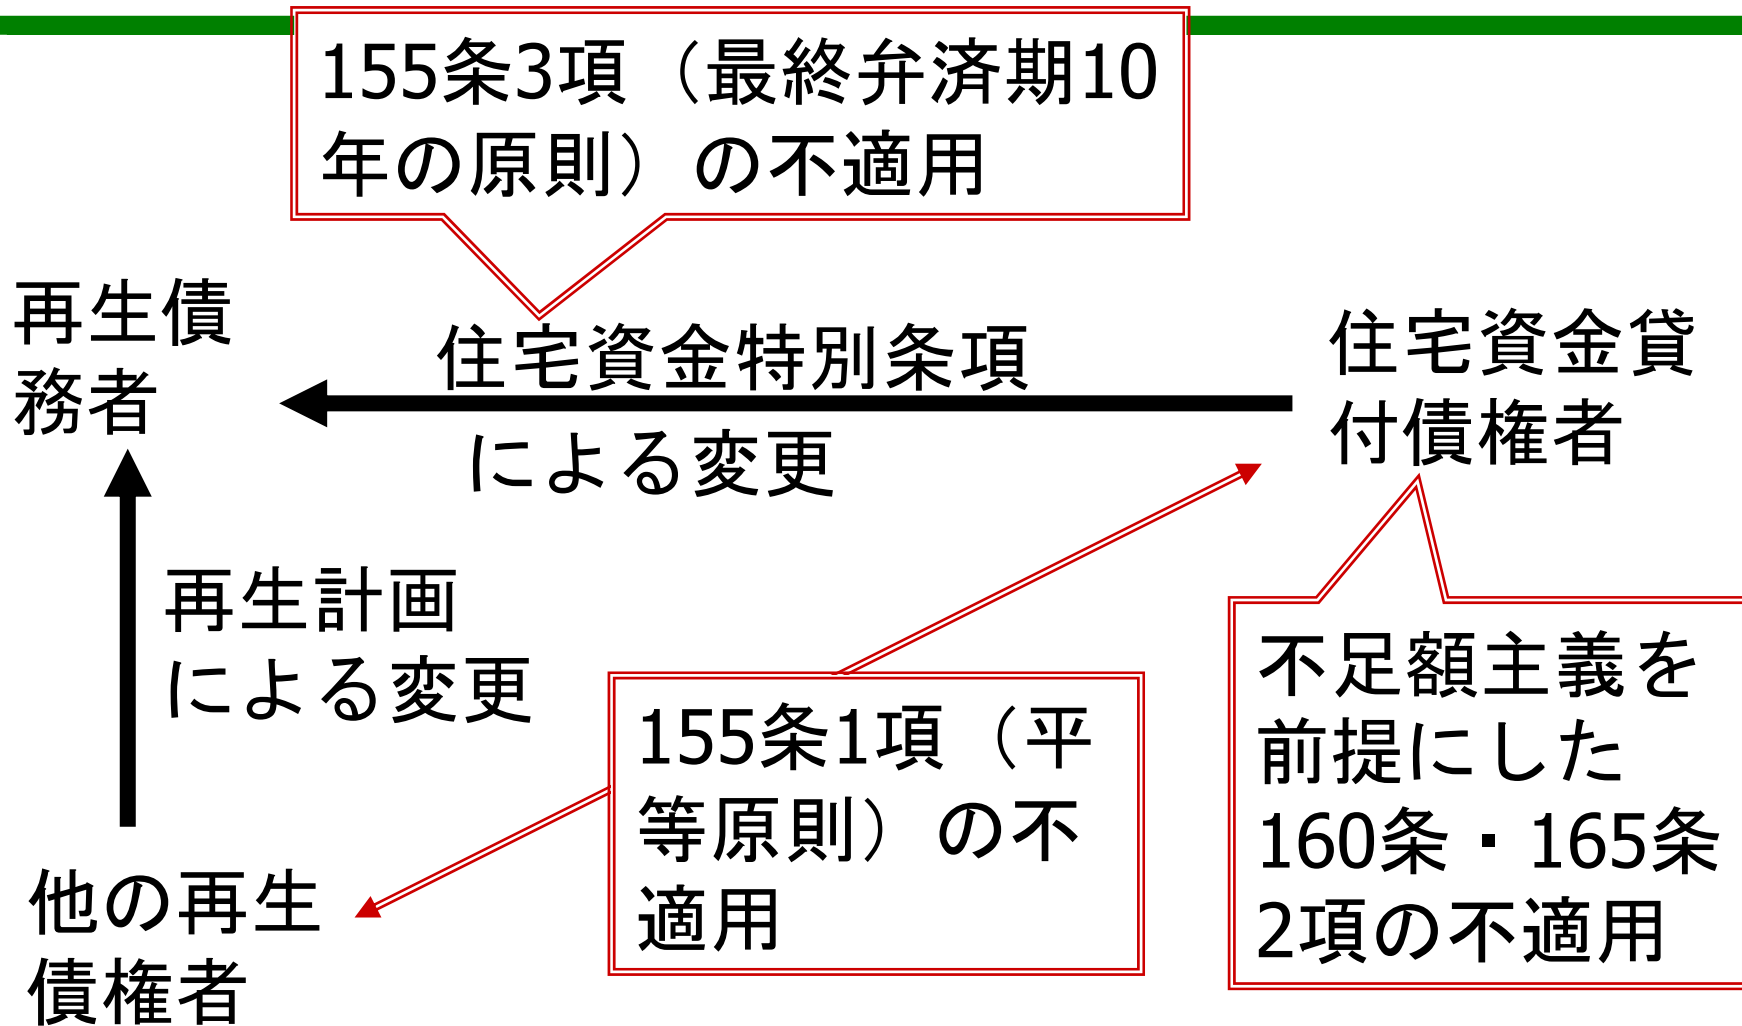 155条3項（最終弁済期10
年の原則）の不適用
再生債
務者
住宅資金特別条項
による変更
住宅資金貸
付債権者
再生計画
による変更
155条1項（平
等原則）の不
適用
不足額主義を
前提にした
160条・165条
2項の不適用
他の再生
債権者